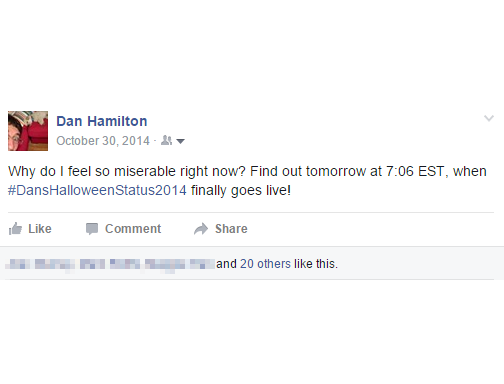 Dan Hamilton
October 30, 2014 ·
Why do I feel so miserable right now? Find out tomorrow at 7:06 EST, when
#DansHalloweenStatus2014 finally goes live!
Like Comment Share
and 20 others like this.